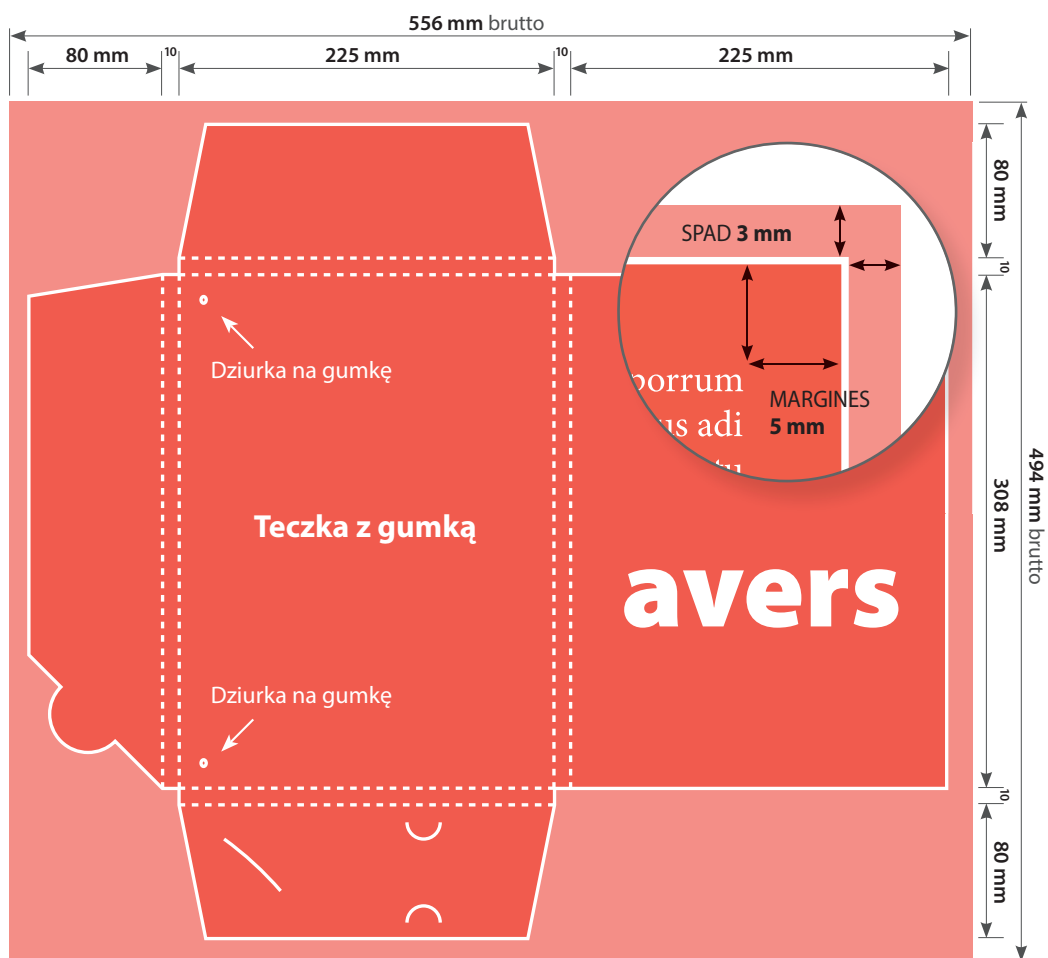 556 mm brutto
80 mm
10
225 mm
10
225 mm
80 mm
10
308 mm
494 mm brutto
10
80 mm
SPAD 3 mm
MARGINES
5 mm
porrum
us adi
Dziurka na gumkę
Teczka z gumką
avers
Dziurka na gumkę